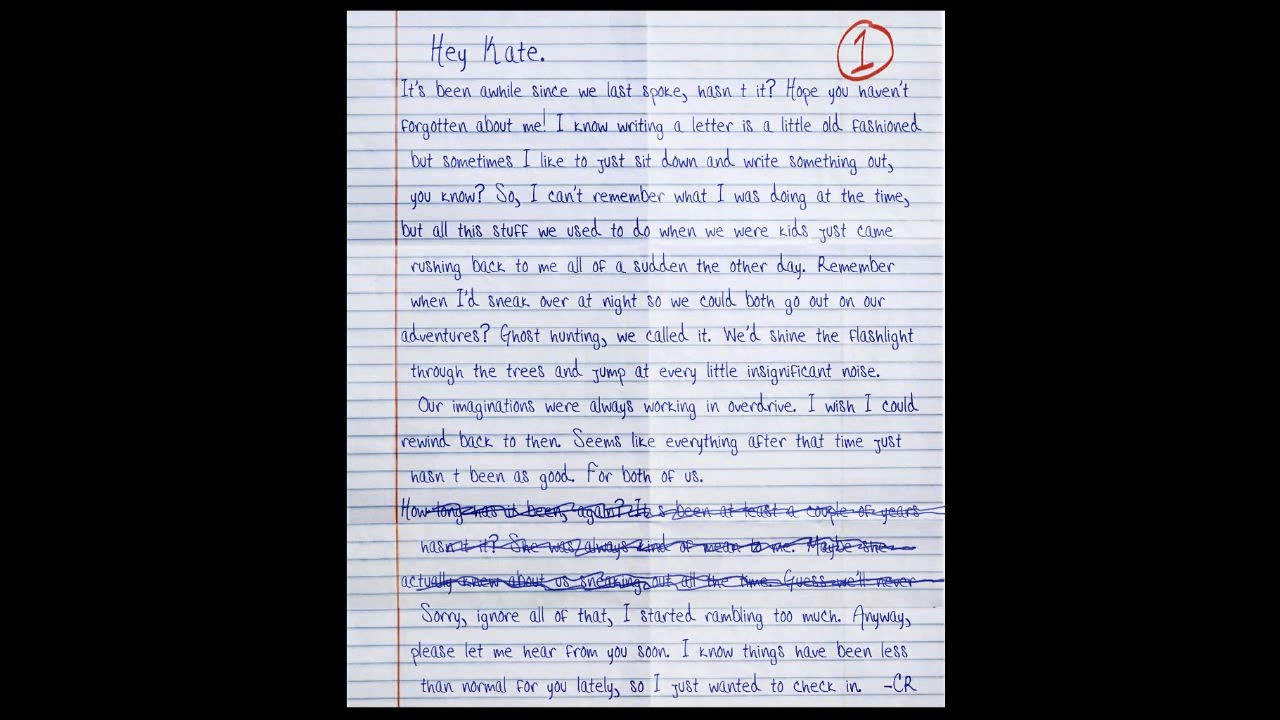 Hey Kate.
1
It's been awhile since we last spoke, hasn t it? Hope you haven't
forgotten about me! I know writing a letter is a little old fashioned
but sometimes I like to just sit down and write something out,
you know? So, I can't remember what I was doing at the time,
but all this stuff we used to do when we were kids just came
rushing back to me all of a sudden the other day. Remember
when I'd sneak over at night so we could both go out on our
adventures? Ghost hunting, we called it. We'd shine the flashlight
through the trees and jump at every little insignificant noise.
Our imaginations were always working in overdrive. I wish I could
rewind back to then. Seems like everything after that time just
hasn t been as good. For both of us.
How long has it been, again? It s been at least a couple of years
hasn t it? She was always kind of mean to me. Maybe she
actually knew about us sneaking out all the time. Guess we'll never
Sorry, ignore all of that, I started rambling too much. Anyway,
please let me hear from you soon. I know things have been less
than normal for you lately, so I just wanted to check in. -CR